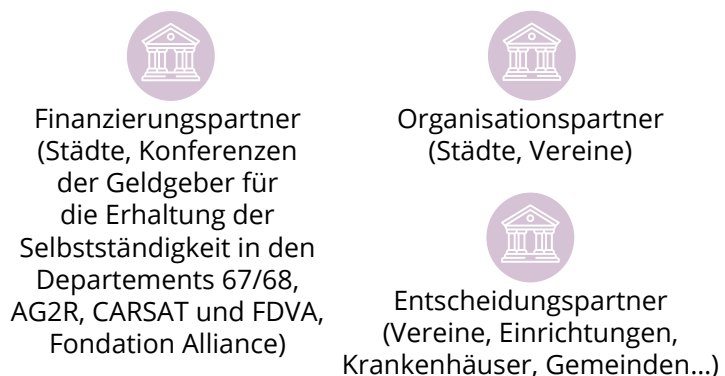 Finanzierungspartner
(Städte, Konferenzen
der Geldgeber für
die Erhaltung der
Selbstständigkeit in den
Departements 67/68,
AG2R, CARSAT und FDVA,
Fondation Alliance)
Organisationspartner
(Städte, Vereine)
Entscheidungspartner
(Vereine, Einrichtungen,
Krankenhäuser, Gemeinden...)